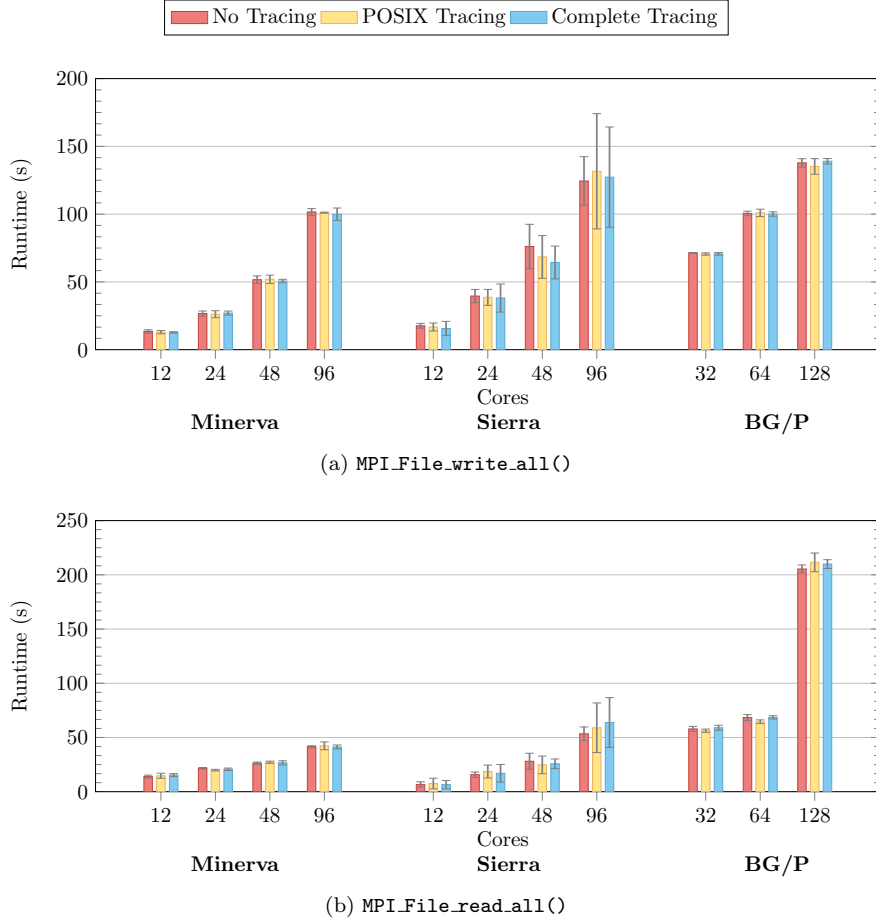 No Tracing POSIX Tracing Complete Tracing
200
150
100
50
0
Runtime (s)
12 24 48 96 12 24 48 96 32 64 128
Cores
Minerva Sierra BG/P
(a) MPI_File_write_all()
250
200
150
100
50
0
Runtime (s)
12 24 48 96 12 24 48 96 32 64 128
Cores
Minerva Sierra BG/P
(b) MPI_File_read_all()